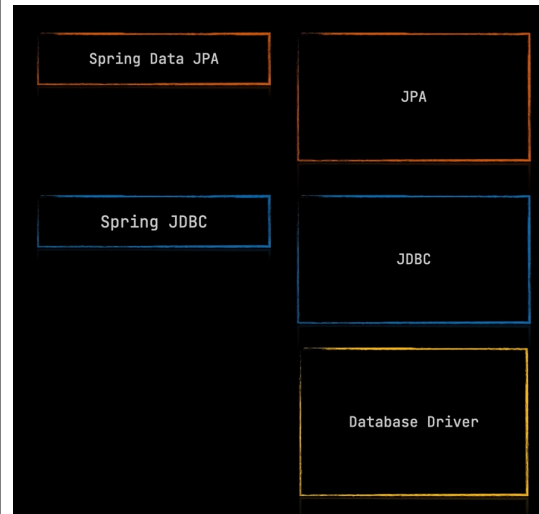 Spring Data JPA
JPA
Spring JDBC
JDBC
Database Driver